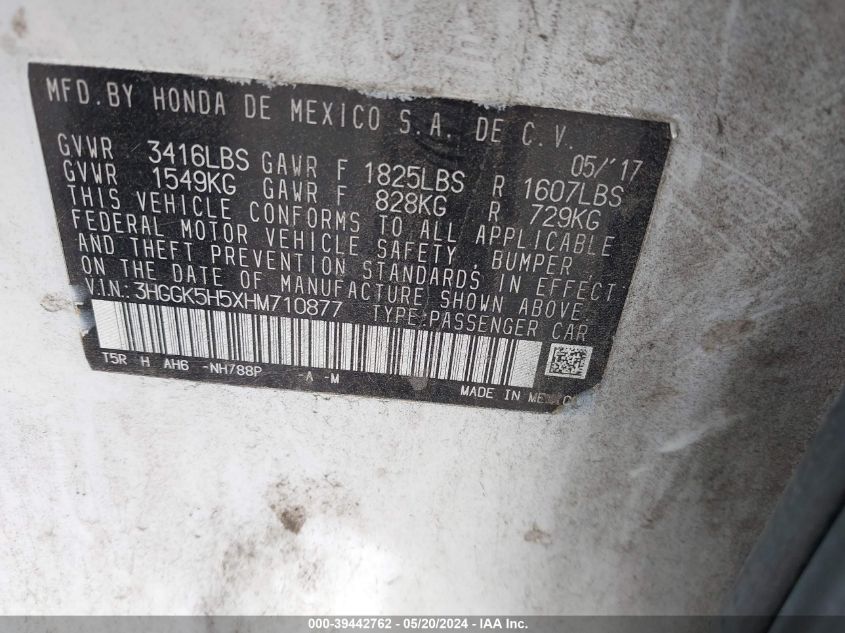 MFD. BY HONDA DE MEXICO S.A. DE C.V.
05/'17
GVWR 3416LBS GAWR F 1825LBS R 1607LBS
GVWR 1549KG GAWR F 828KG R 729KG
THIS VEHICLE CONFORMS TO ALL APPLICABLE
FEDERAL MOTOR VEHICLE SAFETY, BUMPER,
AND THEFT PREVENTION STANDARDS IN EFFECT
ON THE DATE OF MANUFACTURE SHOWN ABOVE.
V.I.N.: 3HGGK5H5XHM710877 TYPE:PASSENGER CAR
T5R H AH6 -NH788P -A -M
MADE IN MEXICO
000-39442762 - 05/20/2024 - IAA Inc.